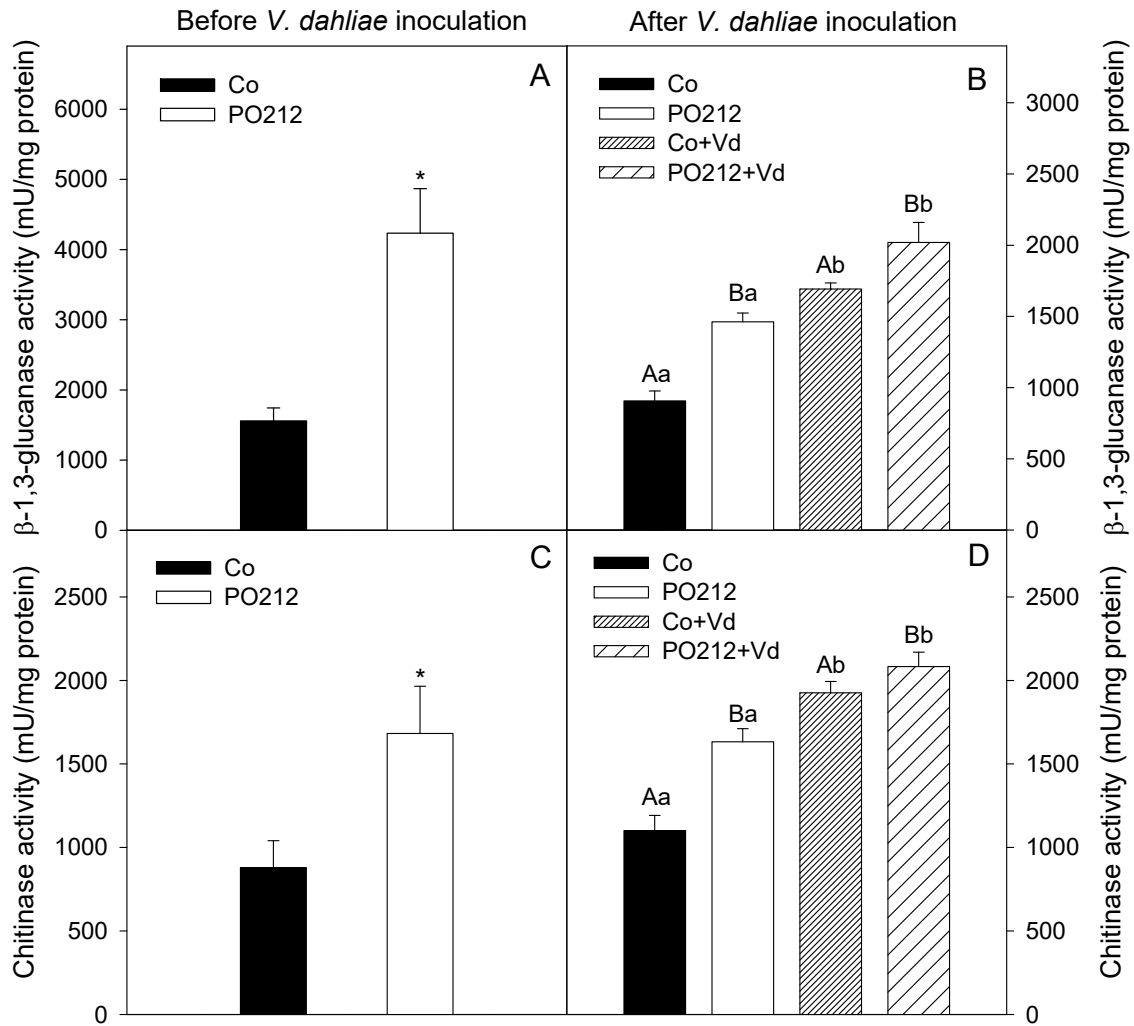 Before V. dahliae inoculation
After V. dahliae inoculation
β-1,3-glucanase activity (mU/mg protein)
6000
5000
4000
3000
2000
1000
0
A
Co
PO212
*
B
Co
PO212
Co+Vd
PO212+Vd
Aa
Ba
Ab
Bb
3000
2500
2000
1500
1000
500
0
β-1,3-glucanase activity (mU/mg protein)
Chitinase activity (mU/mg protein)
2500
2000
1500
1000
500
0
C
Co
PO212
*
D
Co
PO212
Co+Vd
PO212+Vd
Aa
Ba
Ab
Bb
2500
2000
1500
1000
500
0
Chitinase activity (mU/mg protein)